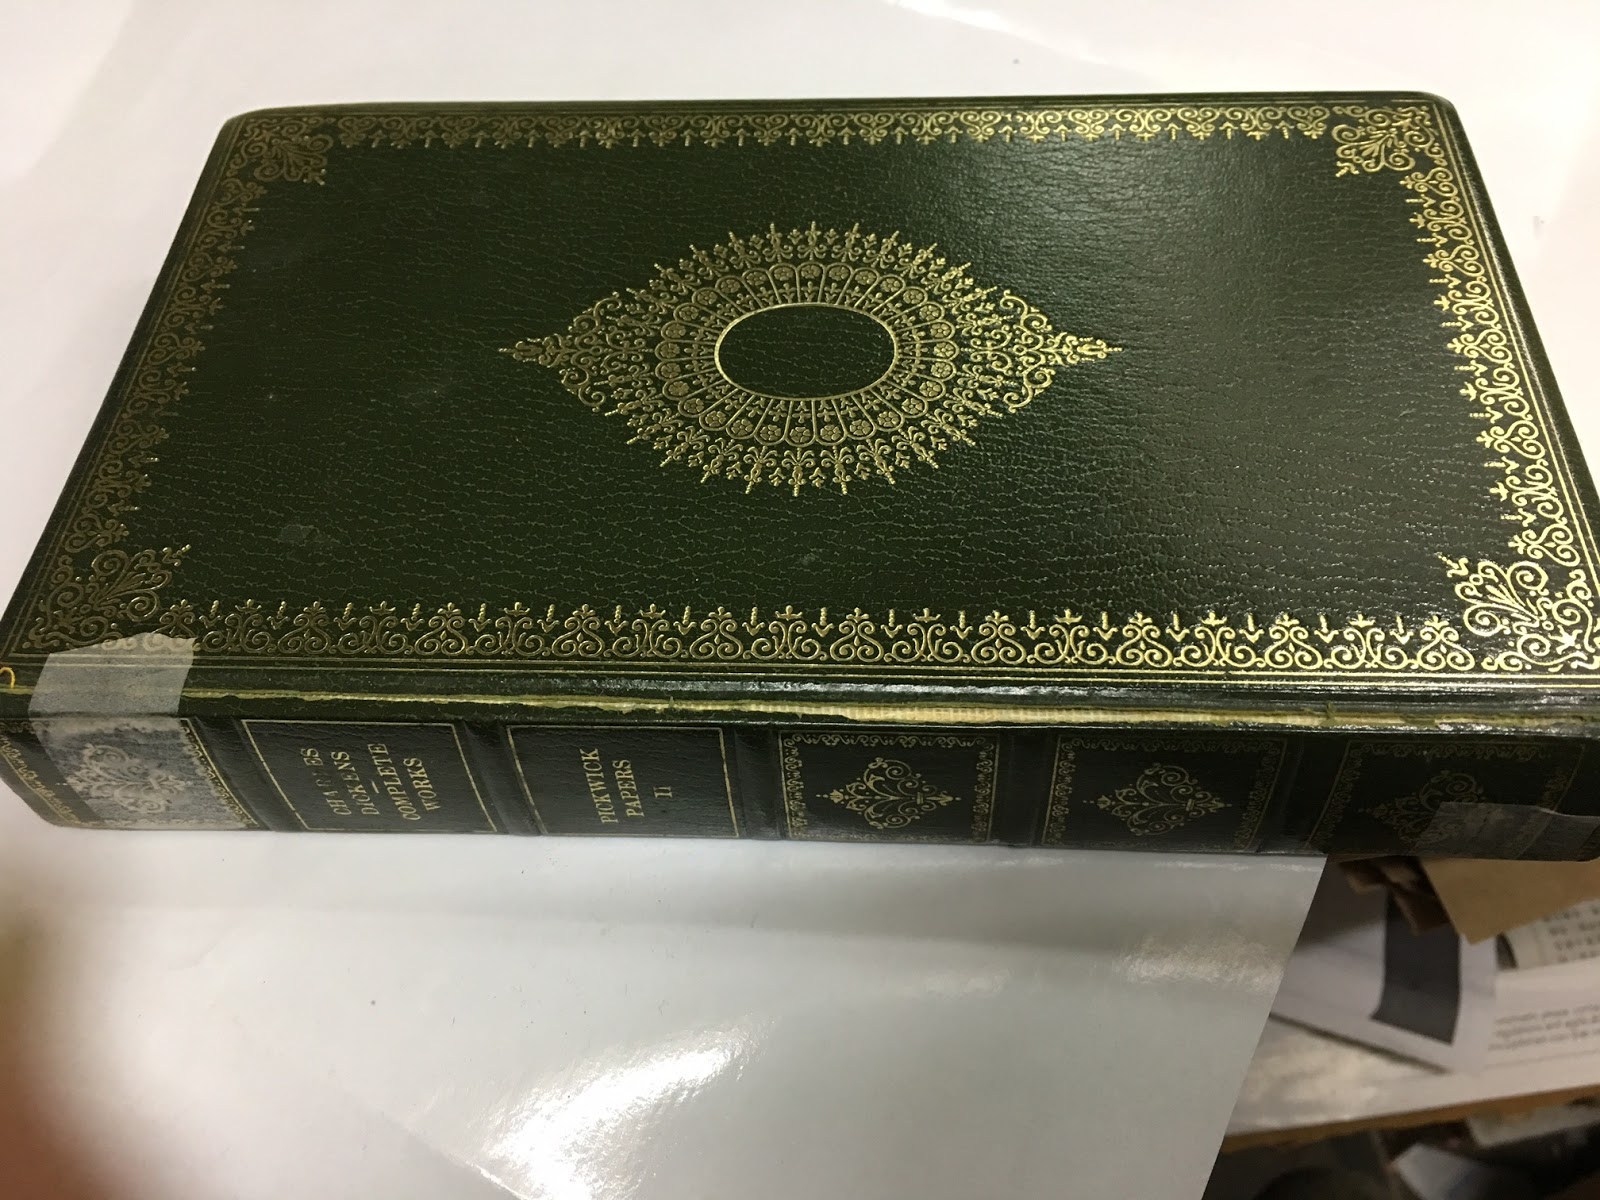 CHARLES
DICKENS
COMPLETE
WORKS
PICKWICK
PAPERS
II